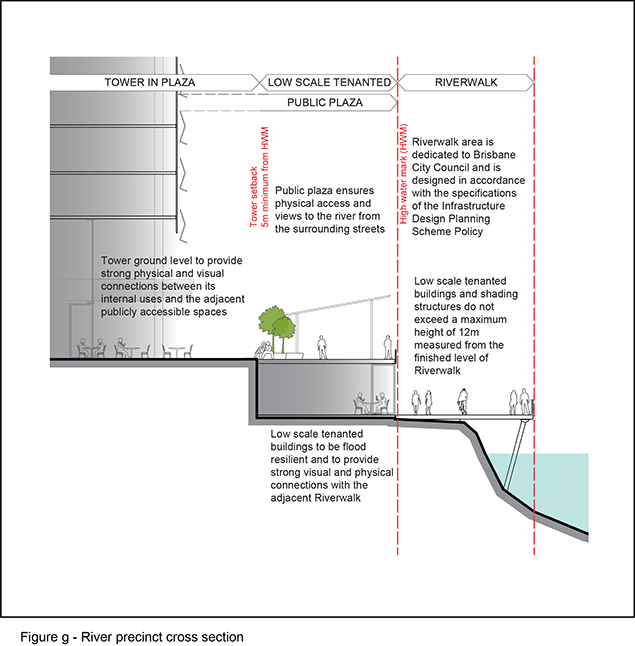 TOWER IN PLAZA
LOW SCALE TENANTED
RIVERWALK
PUBLIC PLAZA
Tower setback
5m minimum from HWM
High water mark (HWM)
Riverwalk area is
dedicated to Brisbane
City Council and is
designed in accordance
with the specifications
of the Infrastructure
Design Planning
Scheme Policy
Public plaza ensures
physical access and
views to the river from
the surrounding streets
Tower ground level to provide
strong physical and visual
connections between its
internal uses and the adjacent
publicly accessible spaces
Low scale tenanted
buildings and shading
structures do not
exceed a maximum
height of 12m
measured from the
finished level of
Riverwalk
Low scale tenanted
buildings to be flood
resilient and to provide
strong visual and physical
connections with the
adjacent Riverwalk
Figure g - River precinct cross section